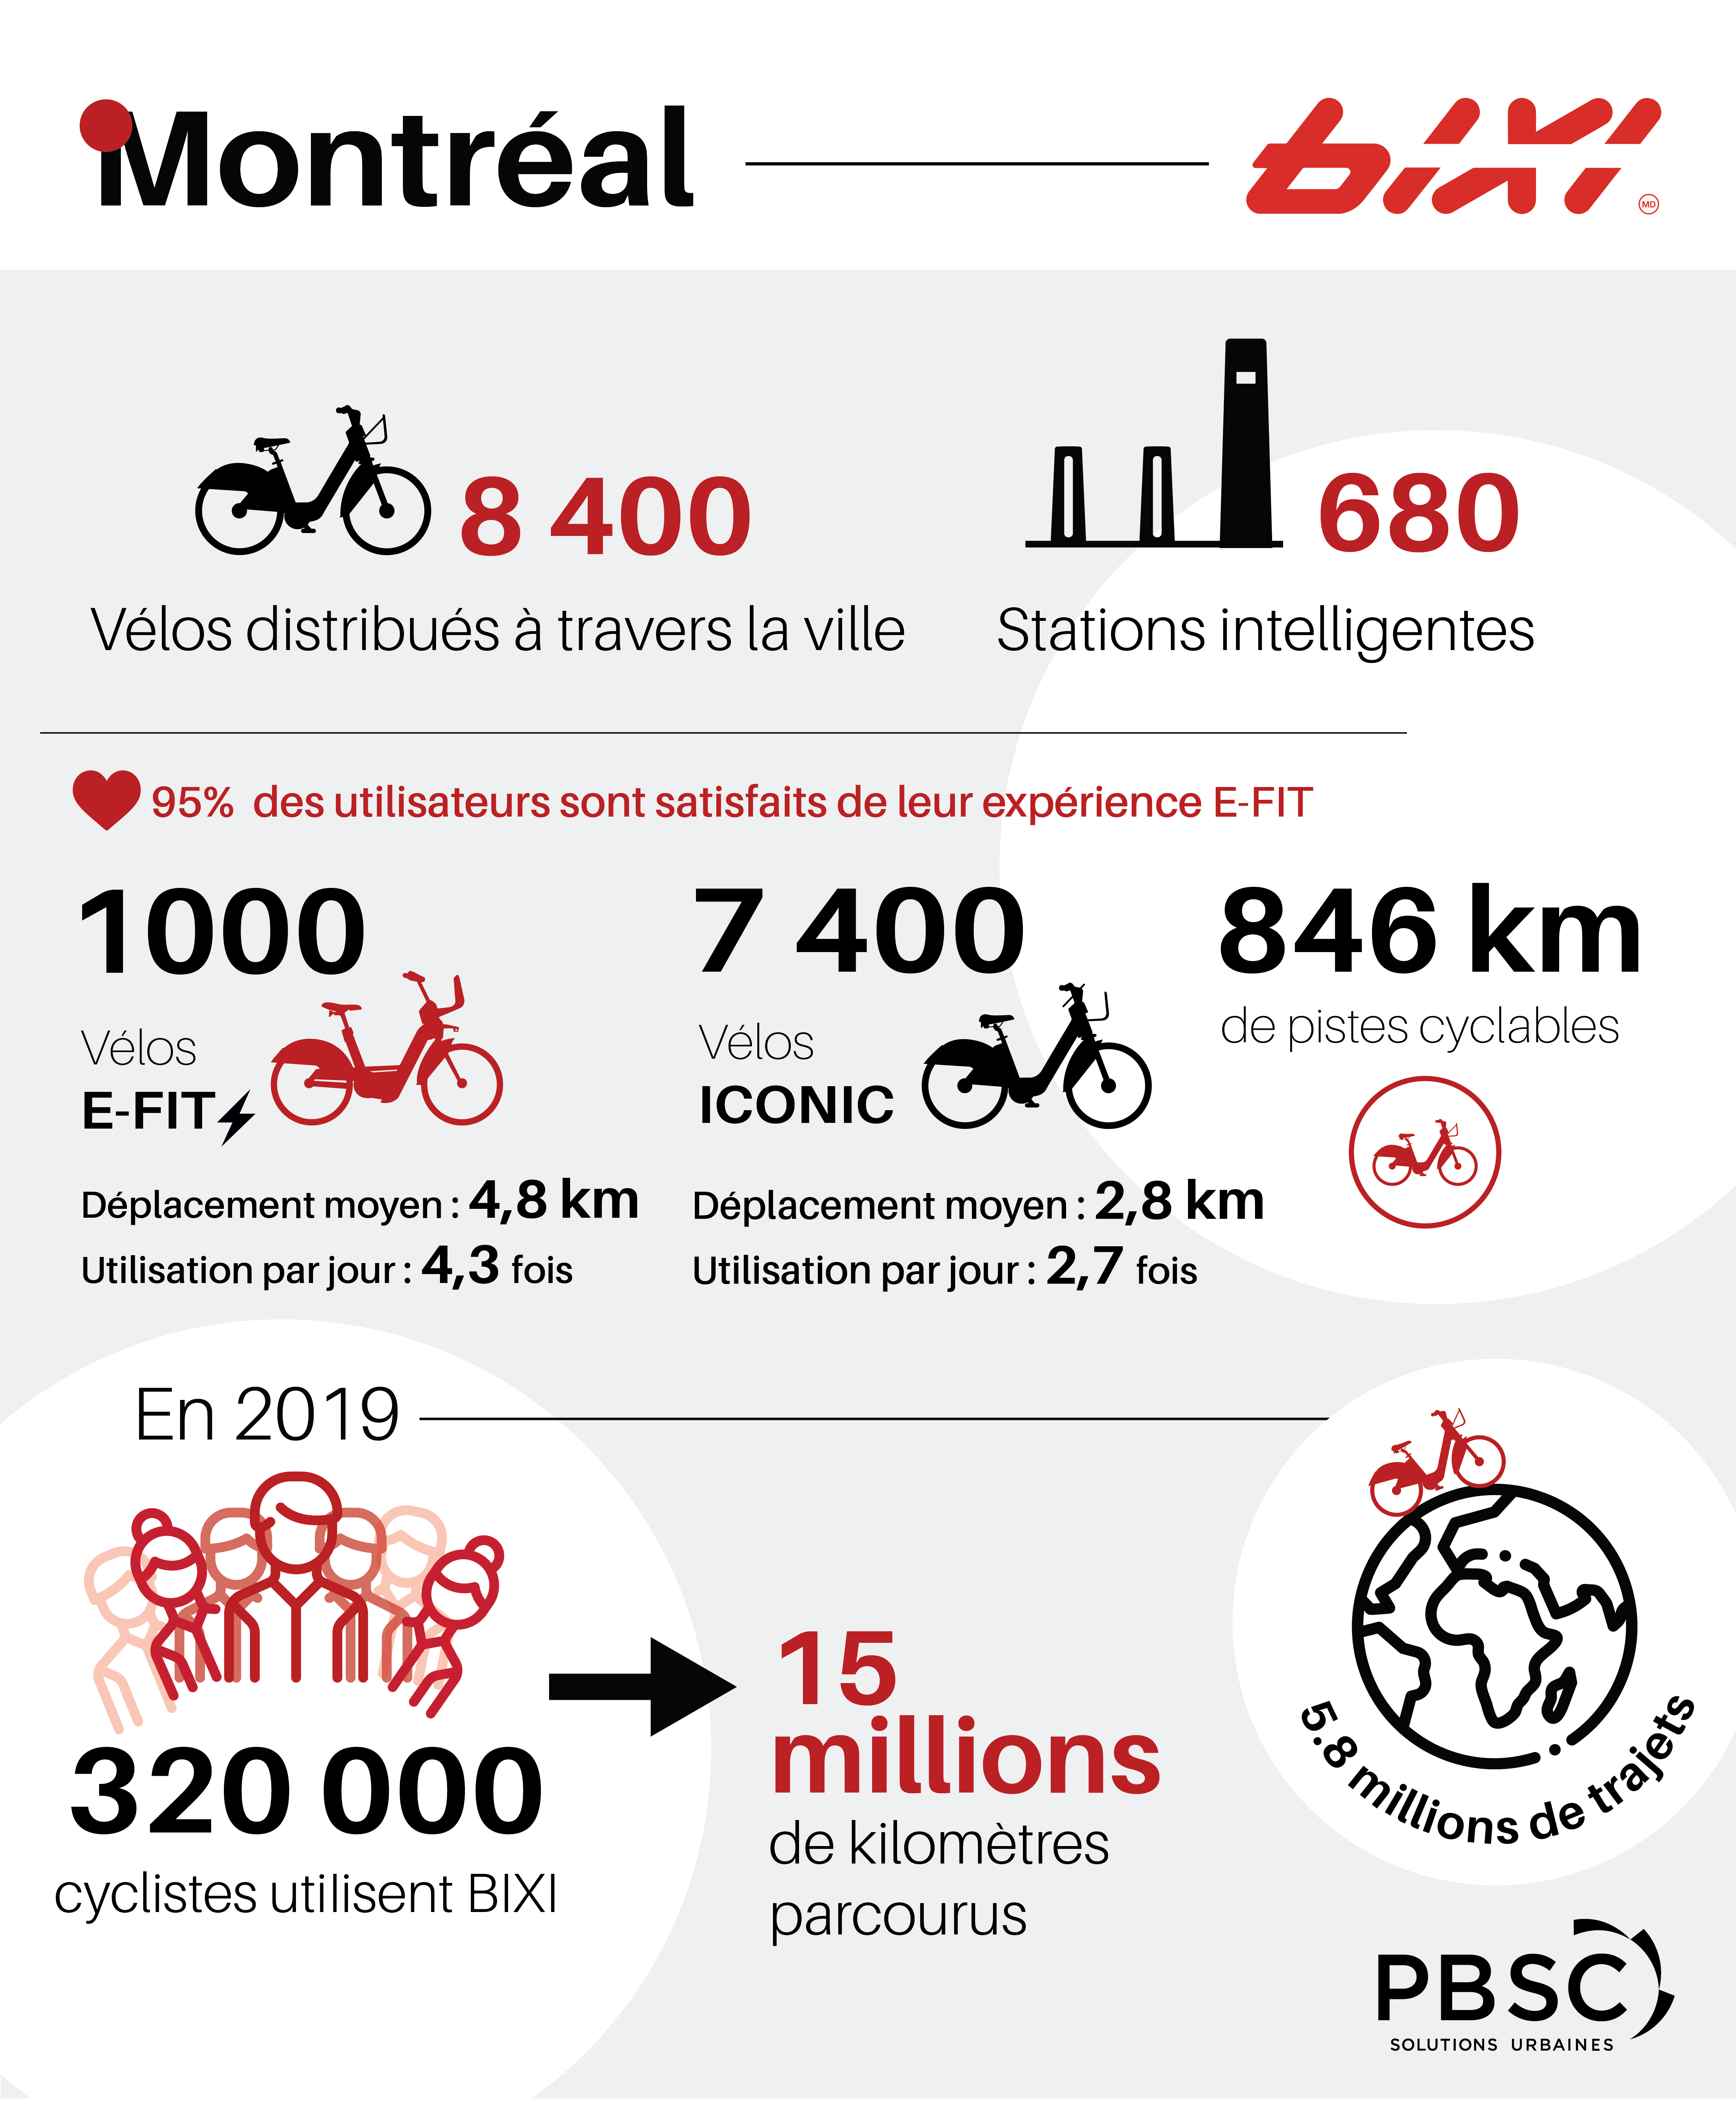 Montréal
bixi
MD
8 400
Vélos distribués à travers la ville
680
Stations intelligentes
95% des utilisateurs sont satisfaits de leur expérience E-FIT
1000
Vélos
E-FIT
Déplacement moyen : 4,8 km
Utilisation par jour : 4,3 fois
7 400
Vélos
ICONIC
Déplacement moyen : 2,8 km
Utilisation par jour : 2,7 fois
846 km
de pistes cyclables
En 2019
320 000
cyclistes utilisent BIXI
15
millions
de kilomètres
parcourus
5.8 millions de trajets
PBSC
SOLUTIONS URBAINES